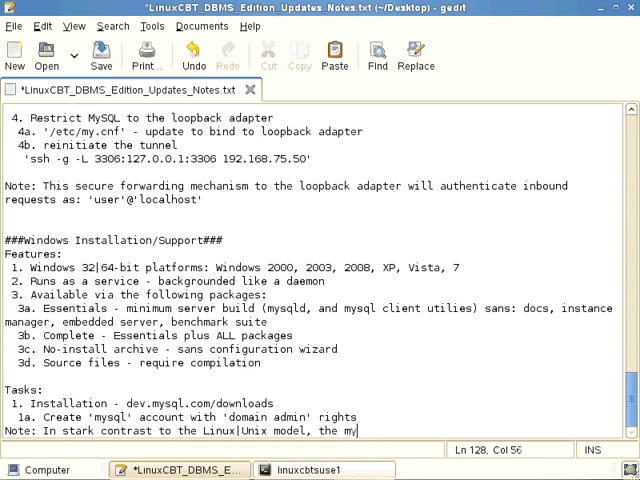 *LinuxCBT_DBMS_Edition_Updates_Notes.txt (~/Desktop) - gedit
File Edit View Search Tools Documents Help
New Open Save Print... Undo Redo Cut Copy Paste Find Replace
*LinuxCBT_DBMS_Edition_Updates_Notes.txt
4. Restrict MySQL to the loopback adapter
4a. '/etc/my.cnf' - update to bind to loopback adapter
4b. reinitiate the tunnel
'ssh -g -L 3306:127.0.0.1:3306 192.168.75.50'
Note: This secure forwarding mechanism to the loopback adapter will authenticate inbound
requests as: 'user'@'localhost'
###Windows Installation/Support###
Features:
1. Windows 32|64-bit platforms: Windows 2000, 2003, 2008, XP, Vista, 7
2. Runs as a service - backgrounded like a daemon
3. Available via the following packages:
3a. Essentials - minimum server build (mysqld, and mysql client utilies) sans: docs, instance
manager, embedded server, benchmark suite
3b. Complete - Essentials plus ALL packages
3c. No-install archive - sans configuration wizard
3d. Source files - require compilation
Tasks:
1. Installation - dev.mysql.com/downloads
1a. Create 'mysql' account with 'domain admin' rights
Note: In stark contrast to the Linux|Unix model, the my
Ln 128, Col 56 INS
Computer *LinuxCBT_DBMS_E... linuxcbtsuse1